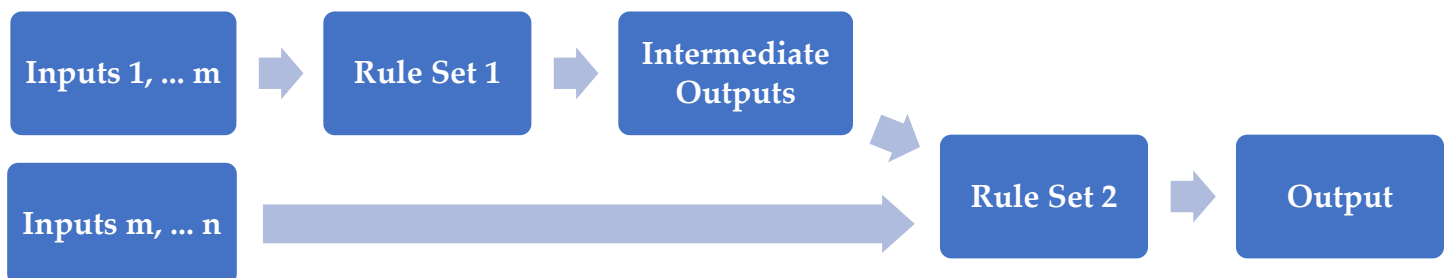 Inputs 1, ... m
Rule Set 1
Intermediate
Outputs
Inputs m, ... n
Rule Set 2
Output